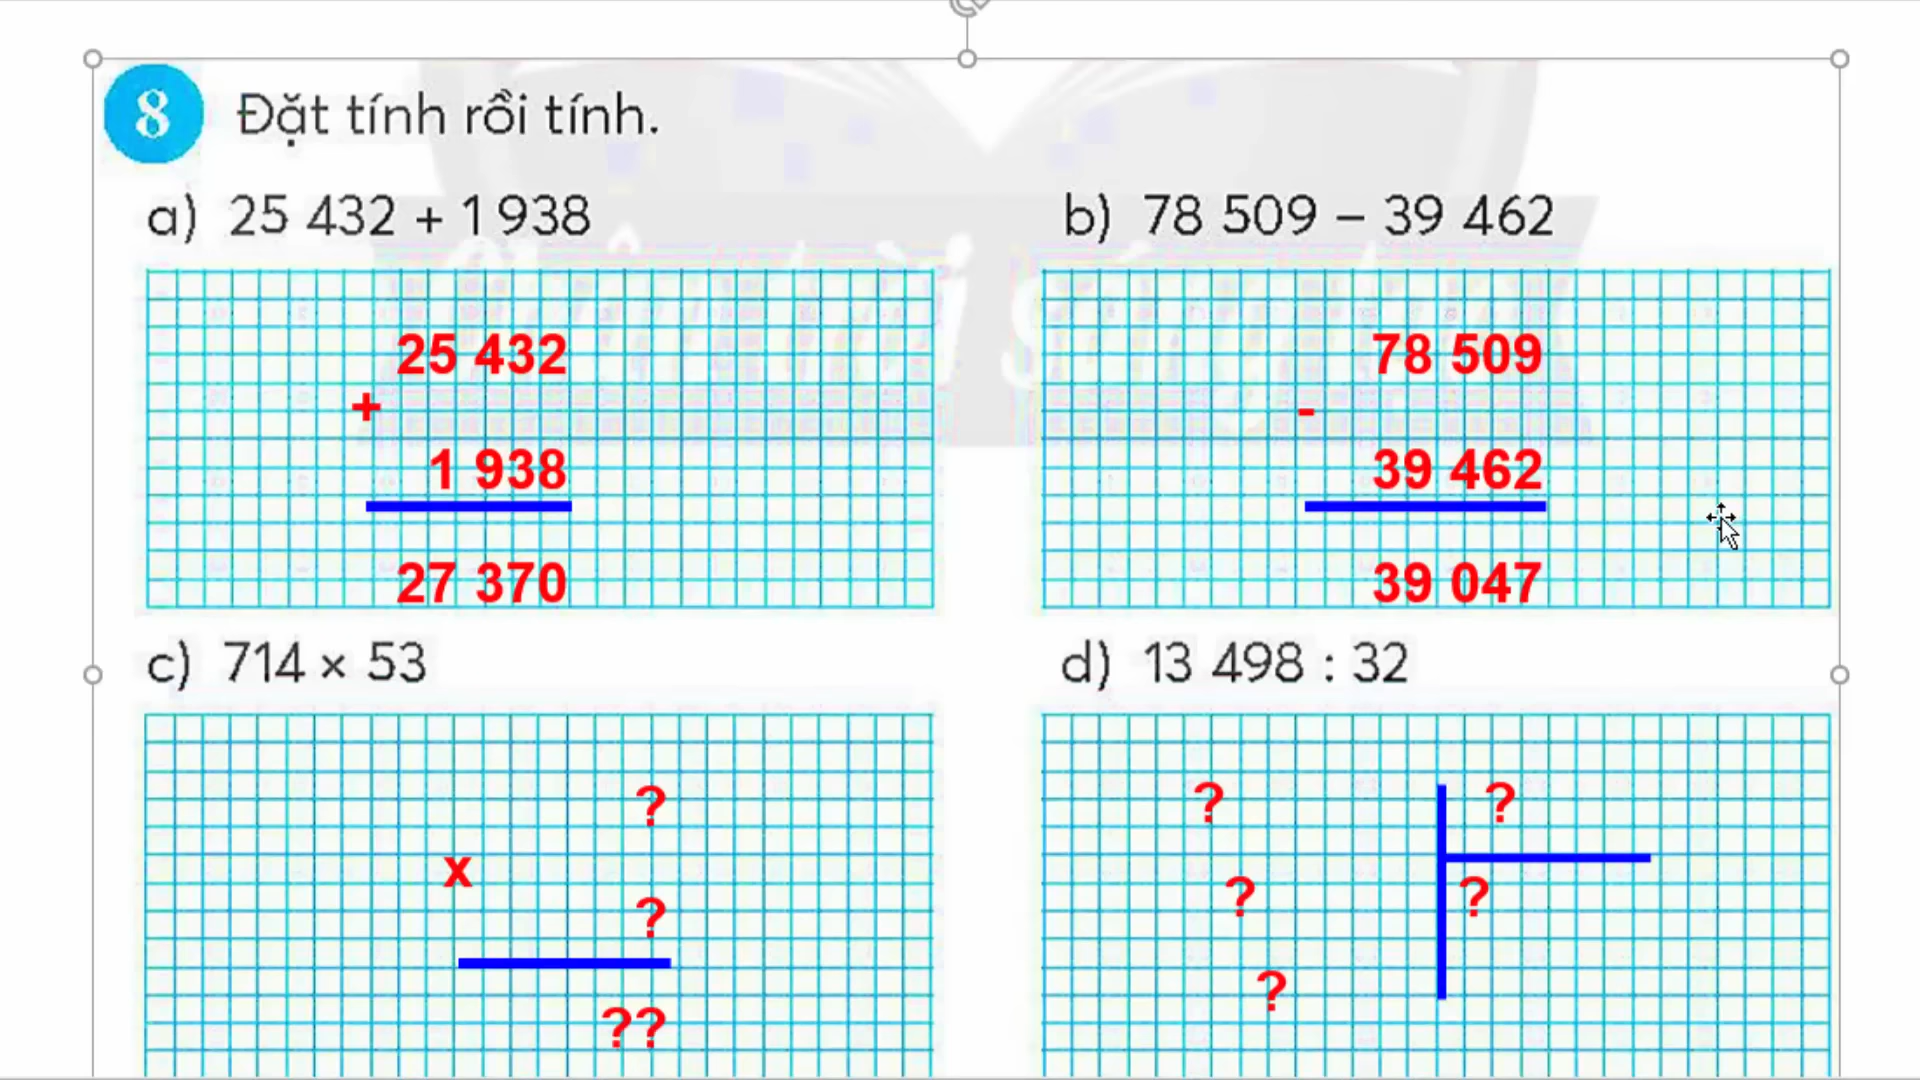 8 Đặt tính rồi tính.
a) 25 432 + 1 938
b) 78 509 – 39 462
25 432
+
1 938
27 370
78 509
-
39 462
39 047
c) 714 × 53
d) 13 498 : 32
?
x
?
??
? ?
? ?
?